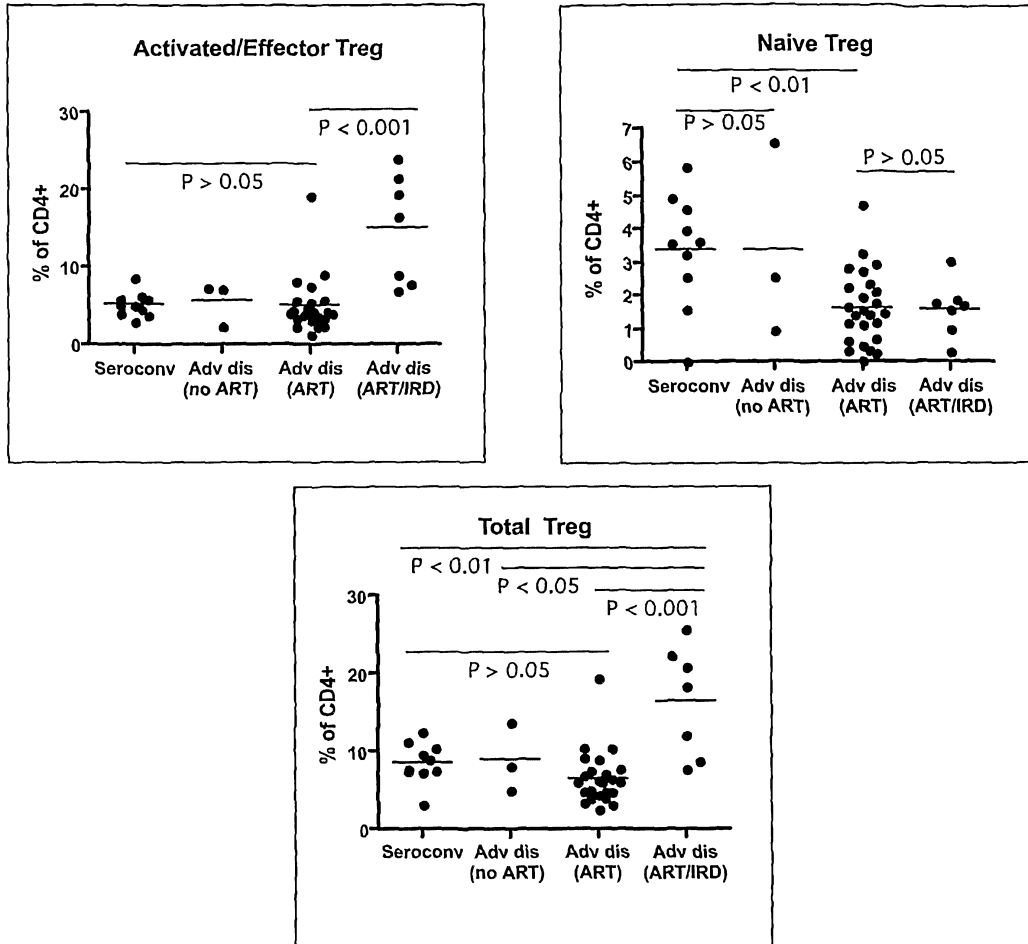 Activated/Effector Treg
P < 0.001
P > 0.05
% of CD4+
30
20
10
0
Seroconv
Adv dis
(no ART)
Adv dis
(ART)
Adv dis
(ART/IRD)
Naive Treg
P < 0.01
P > 0.05
P > 0.05
% of CD4+
7
6
5
4
3
2
1
0
Seroconv
Adv dis
(no ART)
Adv dis
(ART)
Adv dis
(ART/IRD)
Total Treg
P < 0.01
P < 0.05
P < 0.001
P > 0.05
% of CD4+
30
20
10
0
Seroconv
Adv dis
(no ART)
Adv dis
(ART)
Adv dis
(ART/IRD)